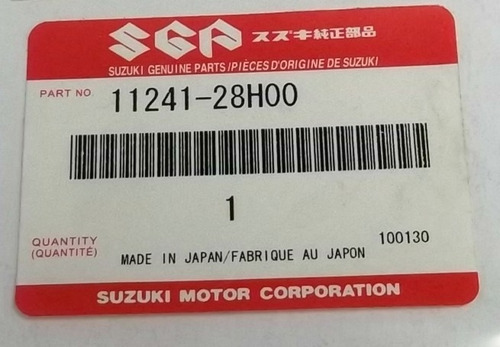 SGP スズキ純正部品
SUZUKI GENUINE PARTS/PIÈCES D'ORIGINE DE SUZUKI
PART NO. 11241-28H00
1
QUANTITY
(QUANTITÉ)
100130
MADE IN JAPAN/FABRIQUE AU JAPON
SUZUKI MOTOR CORPORATION